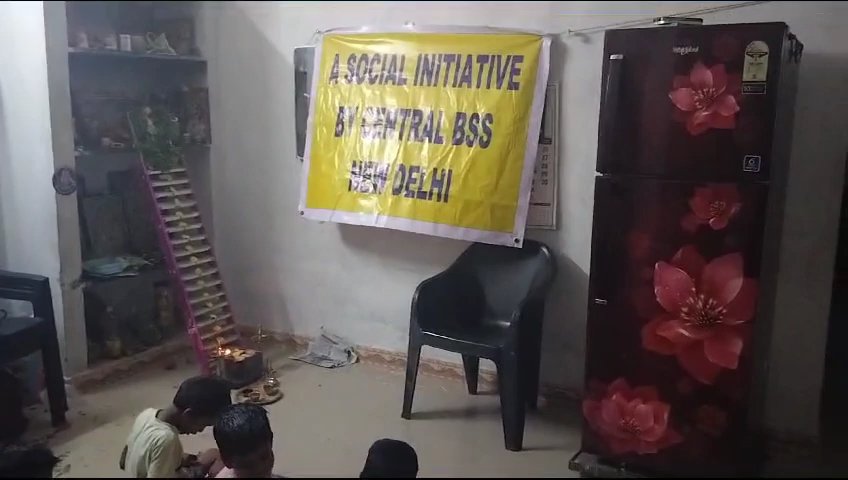 A SOCIAL INITIATIVE
BY CENTRAL BSS
NEW DELHI